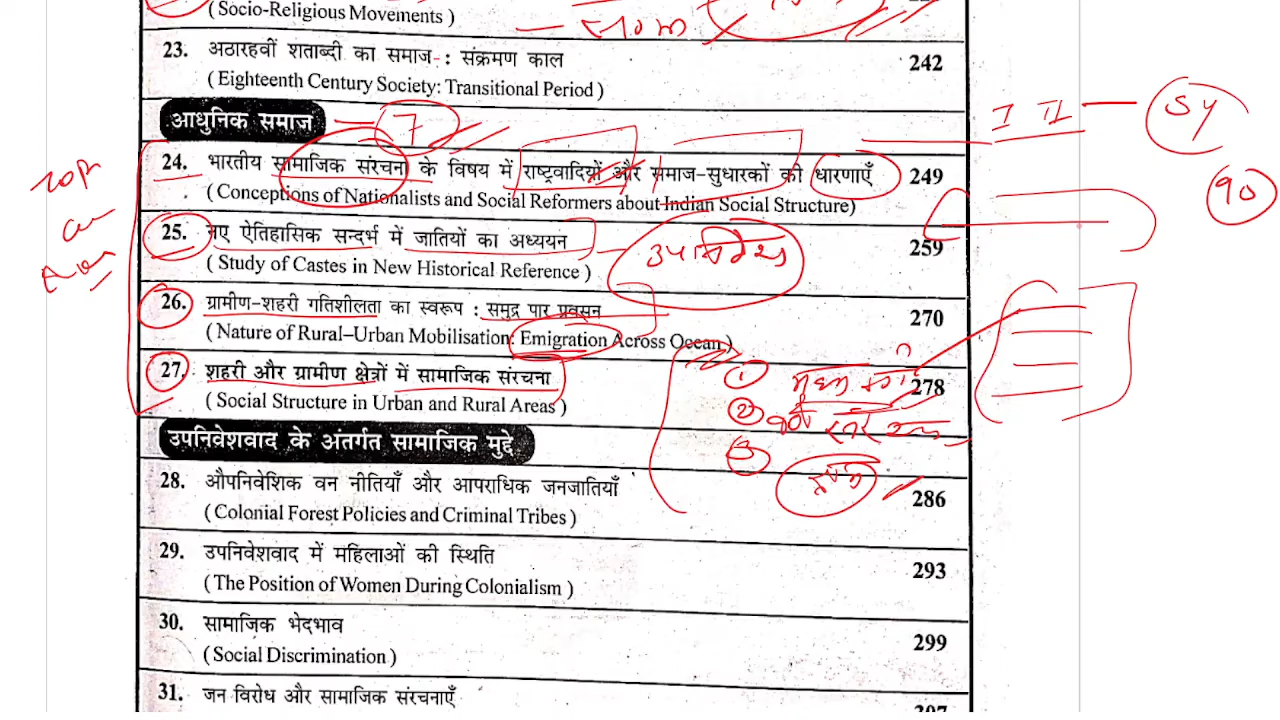 (Socio-Religious Movements)
23. अठारहवीं शताब्दी का समाज-: संक्रमण काल 242
(Eighteenth Century Society: Transitional Period)
आधुनिक समाज - 7
I II - 54
24. भारतीय सामाजिक संरचना के विषय में राष्ट्रवादियों और समाज-सुधारकों की धारणाएँ 249
(Conceptions of Nationalists and Social Reformers about Indian Social Structure)
90
25. नए ऐतिहासिक सन्दर्भ में जातियों का अध्ययन 259
(Study of Castes in New Historical Reference)
26. ग्रामीण-शहरी गतिशीलता का स्वरूप : समुद्र पार प्रवसन 270
(Nature of Rural–Urban Mobilisation: Emigration Across Ocean)
27. शहरी और ग्रामीण क्षेत्रों में सामाजिक संरचना 278
(Social Structure in Urban and Rural Areas)
1
2
3
उपनिवेशवाद के अंतर्गत सामाजिक मुद्दे
28. औपनिवेशिक वन नीतियाँ और आपराधिक जनजातियाँ 286
(Colonial Forest Policies and Criminal Tribes)
29. उपनिवेशवाद में महिलाओं की स्थिति 293
(The Position of Women During Colonialism)
30. सामाजिक भेदभाव 299
(Social Discrimination)
31. जन विरोध और सामाजिक संरचनाएँ 307